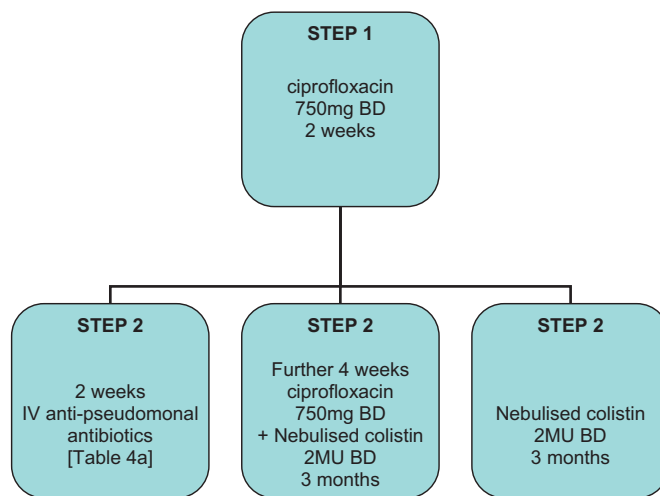 STEP 1
ciprofloxacin
750mg BD
2 weeks
STEP 2
2 weeks
IV anti-pseudomonal
antibiotics
[Table 4a]
STEP 2
Further 4 weeks
ciprofloxacin
750mg BD
+ Nebulised colistin
2MU BD
3 months
STEP 2
Nebulised colistin
2MU BD
3 months